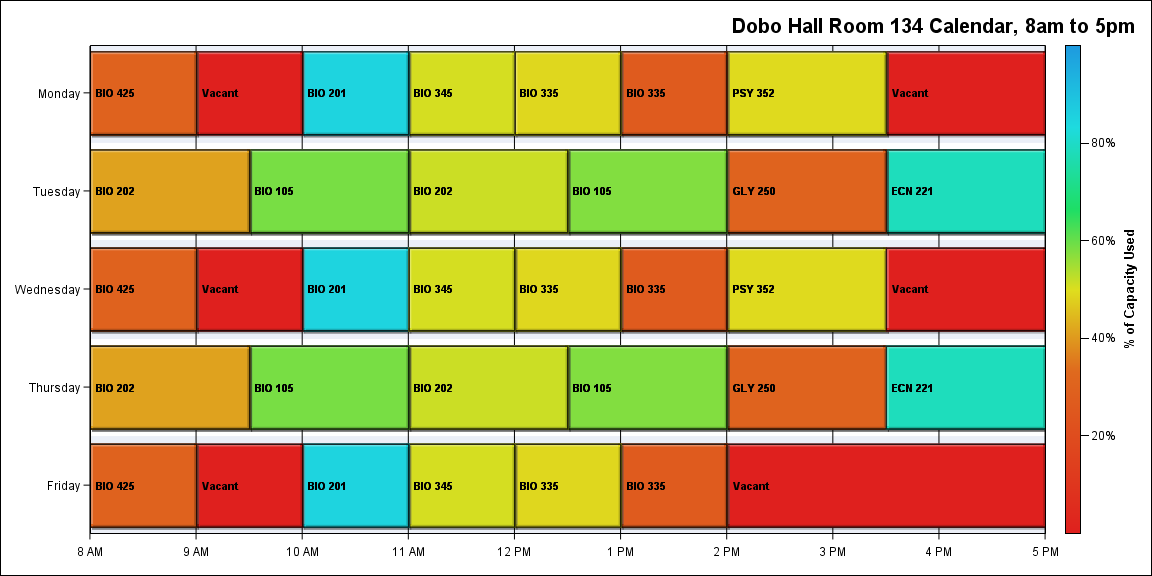 Dobo Hall Room 134 Calendar, 8am to 5pm
Monday
BIO 425
Vacant
BIO 201
BIO 345
BIO 335
BIO 335
PSY 352
Vacant
Tuesday
BIO 202
BIO 105
BIO 202
BIO 105
GLY 250
ECN 221
Wednesday
BIO 425
Vacant
BIO 201
BIO 345
BIO 335
BIO 335
PSY 352
Vacant
Thursday
BIO 202
BIO 105
BIO 202
BIO 105
GLY 250
ECN 221
Friday
BIO 425
Vacant
BIO 201
BIO 345
BIO 335
BIO 335
Vacant
8 AM
9 AM
10 AM
11 AM
12 PM
1 PM
2 PM
3 PM
4 PM
5 PM
80%
60%
40%
20%
% of Capacity Used